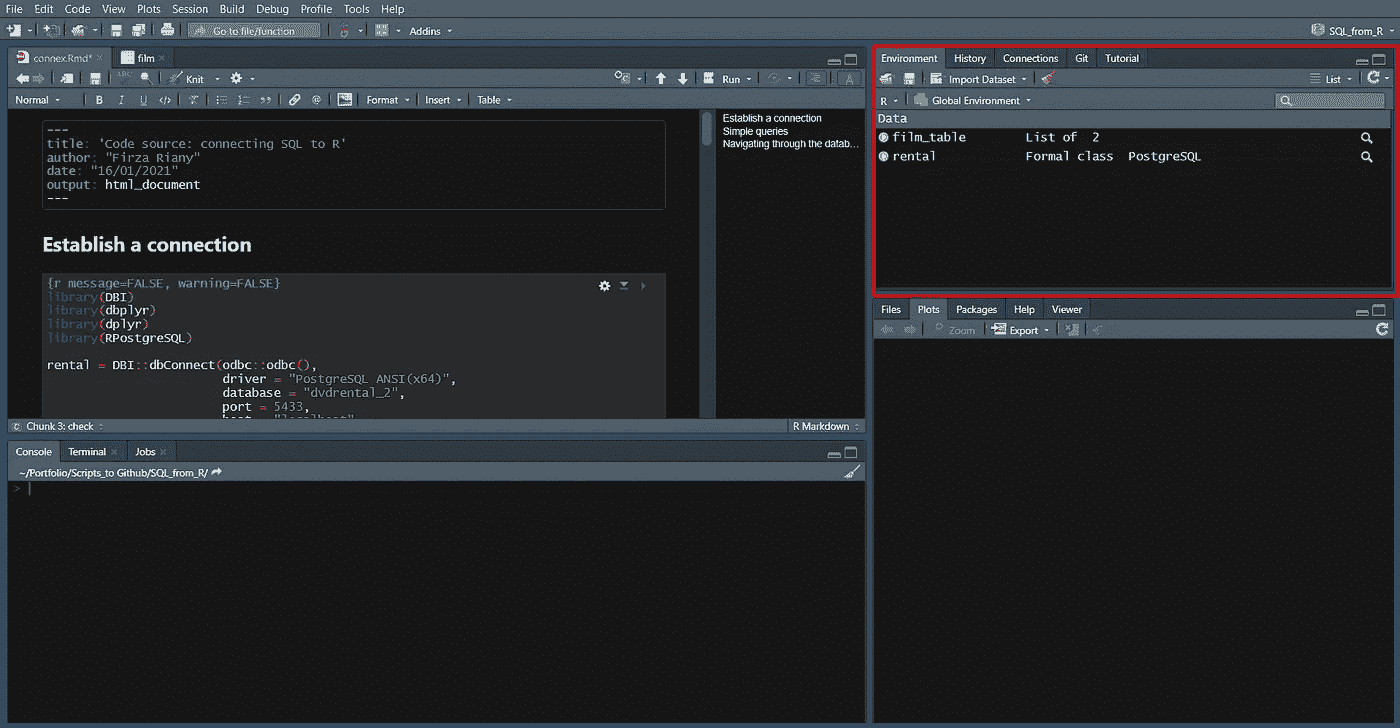 File Edit Code View Plots Session Build Debug Profile Tools Help
Go to file/function Addins SQL_from_R
connex.Rmd* film
Knit Run
Normal B I U Format Insert Table
---
title: 'Code source: connecting SQL to R'
author: "Firza Riany"
date: "16/01/2021"
output: html_document
---
Establish a connection
{r message=FALSE, warning=FALSE}
library(DBI)
library(dbplyr)
library(dplyr)
library(RPostgreSQL)
rental = DBI::dbConnect(odbc::odbc(),
driver = "PostgreSQL ANSI(x64)",
database = "dvdrental_2",
port = 5433,
Establish a connection
Simple queries
Navigating through the datab...
Chunk 3: check R Markdown
Console Terminal Jobs
~/Portfolio/Scripts_to Github/SQL_from_R/
>
Environment History Connections Git Tutorial
Import Dataset List
R Global Environment
Data
film_table List of 2
rental Formal class PostgreSQL
Files Plots Packages Help Viewer
Zoom Export